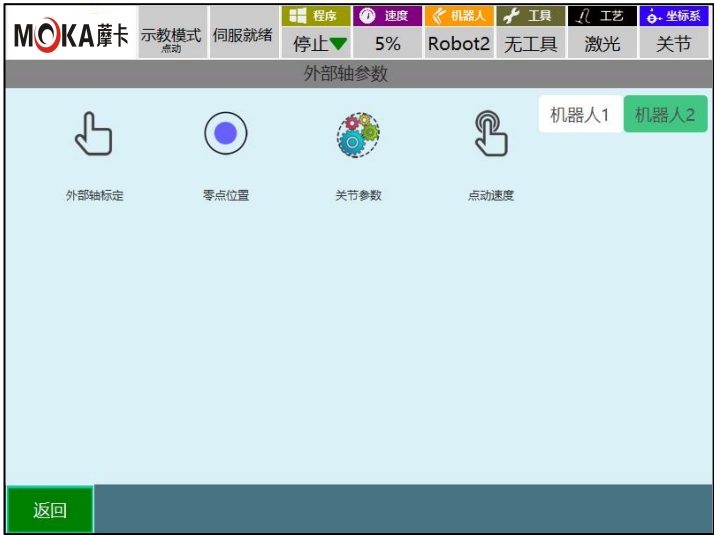 MOKA摩卡
示教模式
点动
伺服就绪
程序
停止
速度
5%
机器人
Robot2
工具
无工具
工艺
激光
坐标系
关节
外部轴参数
机器人1
机器人2
外部轴标定
零点位置
关节参数
点动速度
返回